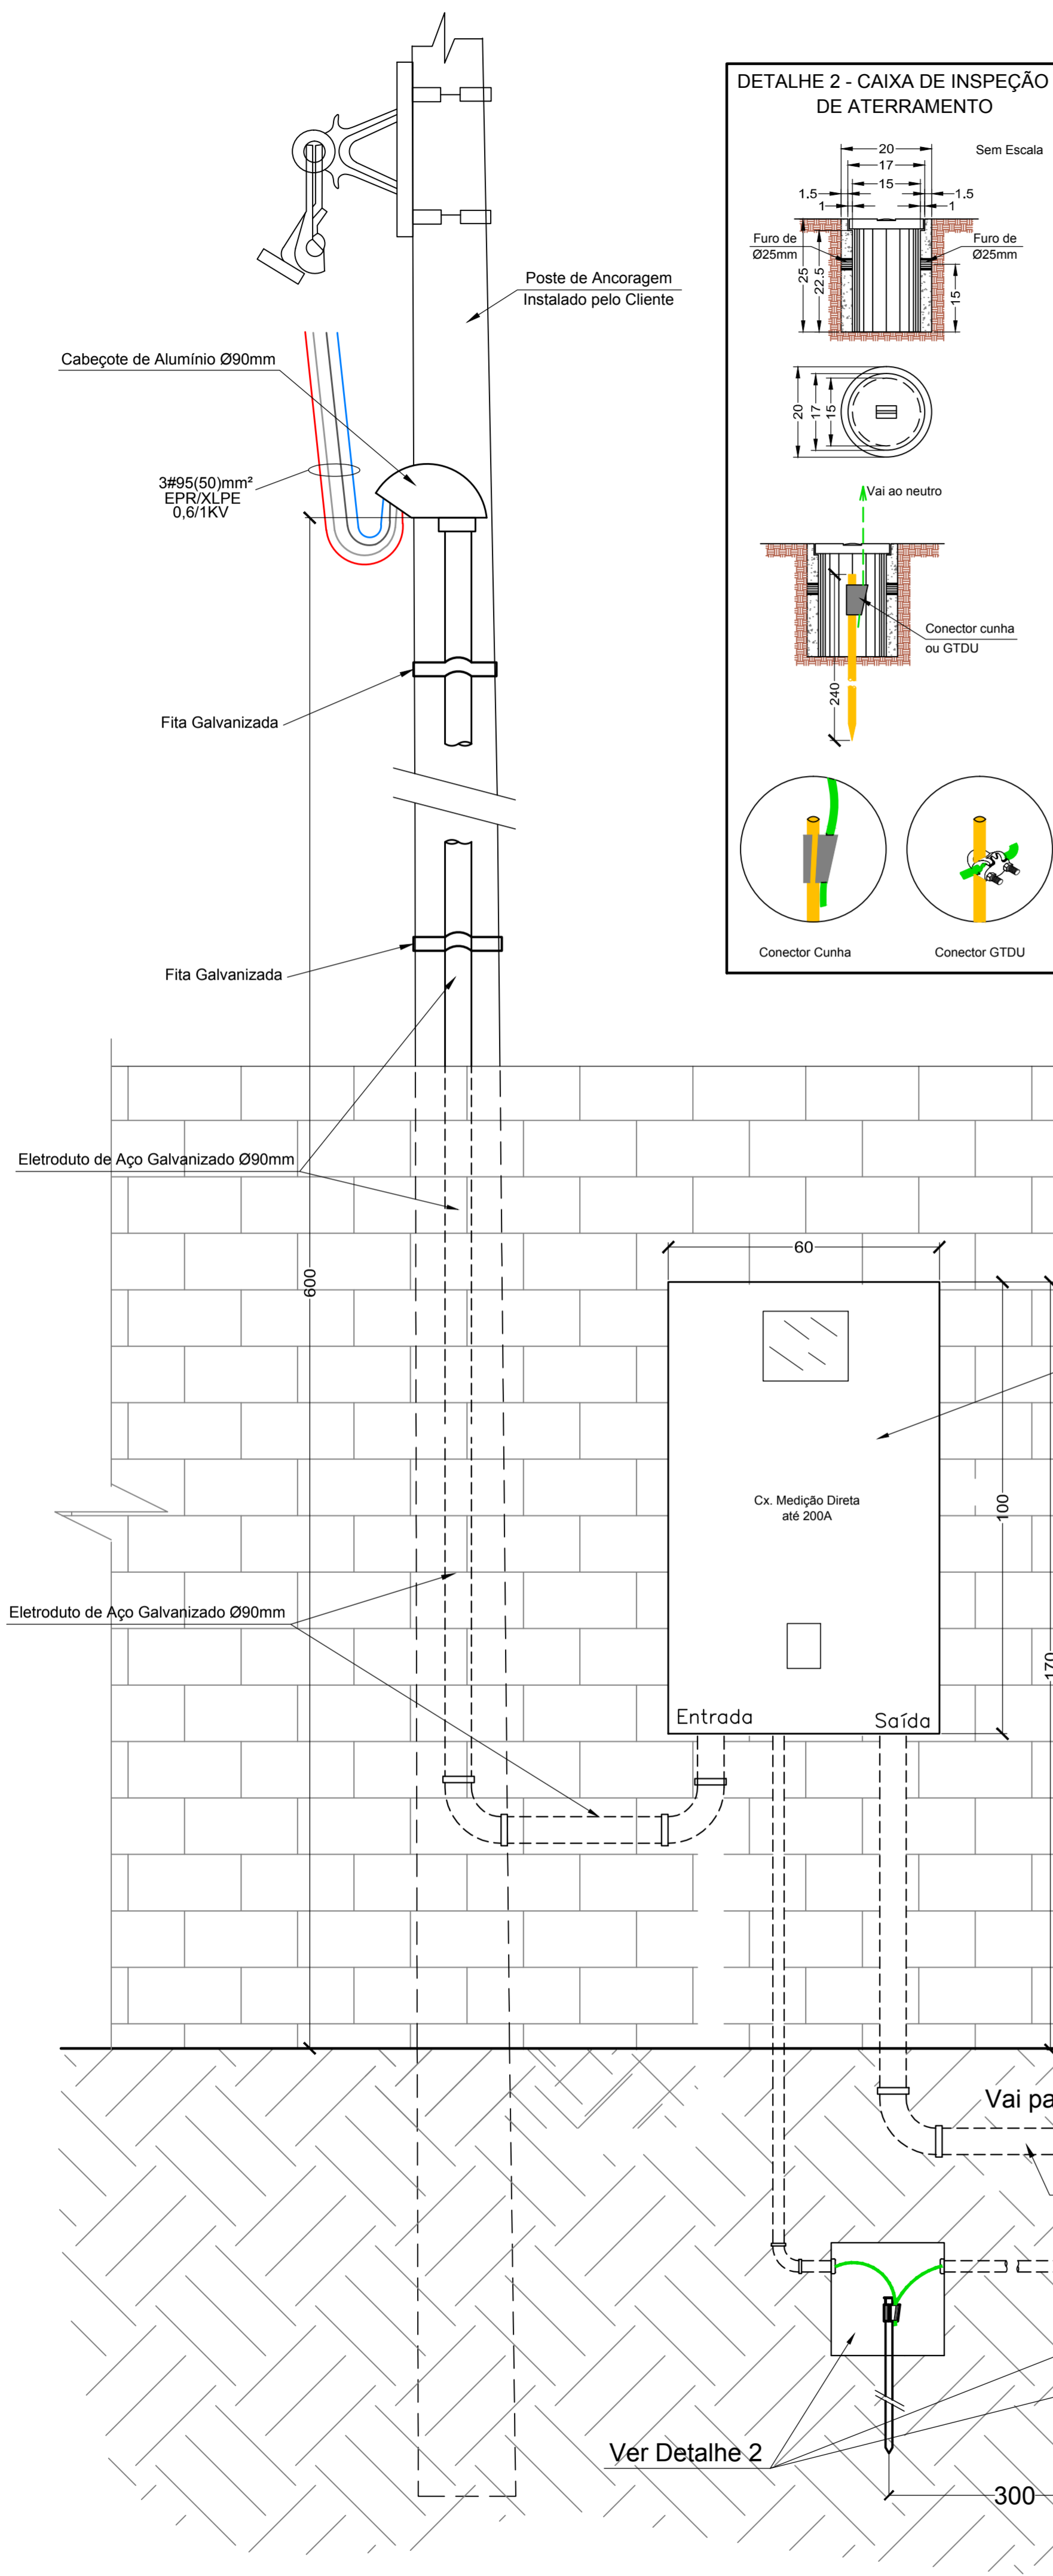 DETALHE 2 - CAIXA DE INSPEÇÃO
DE ATERRAMENTO
Sem Escala
20
17
15
1.5
1.5
1
1
Furo de
Ø25mm
Furo de
Ø25mm
25
22.5
15
20
17
15
Vai ao neutro
Conector cunha
ou GTDU
240
Conector Cunha
Conector GTDU
Poste de Ancoragem
Instalado pelo Cliente
Cabeçote de Alumínio Ø90mm
3#95(50)mm²
EPR/XLPE
0,6/1KV
Fita Galvanizada
Fita Galvanizada
Eletroduto de Aço Galvanizado Ø90mm
600
60
Cx. Medição Direta
até 200A
100
170
Eletroduto de Aço Galvanizado Ø90mm
Entrada
Saída
Vai pa
Ver Detalhe 2
300